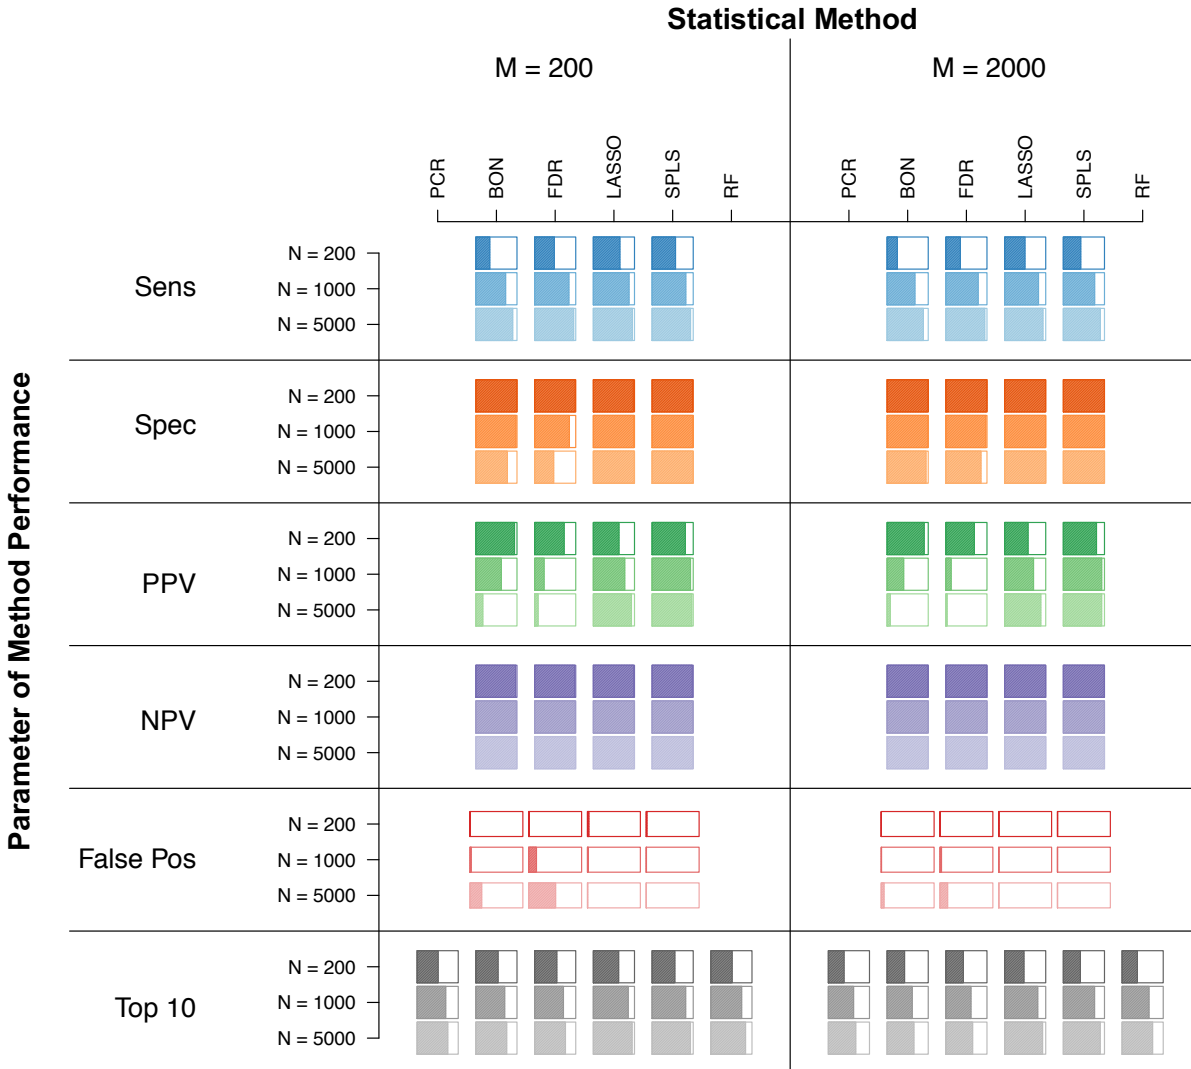 Statistical Method
M = 200
M = 2000
PCR
BON
FDR
LASSO
SPLS
RF
PCR
BON
FDR
LASSO
SPLS
RF
Parameter of Method Performance
Sens
N = 200
N = 1000
N = 5000
Spec
N = 200
N = 1000
N = 5000
PPV
N = 200
N = 1000
N = 5000
NPV
N = 200
N = 1000
N = 5000
False Pos
N = 200
N = 1000
N = 5000
Top 10
N = 200
N = 1000
N = 5000